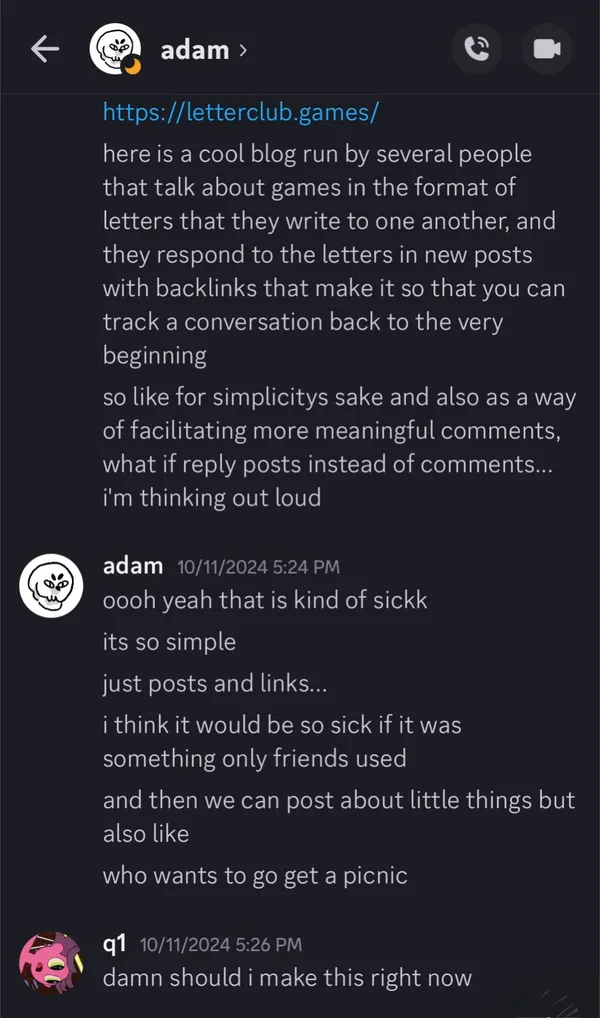 adam ›
https://letterclub.games/
here is a cool blog run by several people
that talk about games in the format of
letters that they write to one another, and
they respond to the letters in new posts
with backlinks that make it so that you can
track a conversation back to the very
beginning
so like for simplicitys sake and also as a way
of facilitating more meaningful comments,
what if reply posts instead of comments...
i'm thinking out loud
adam 10/11/2024 5:24 PM
oooh yeah that is kind of sickk
its so simple
just posts and links...
i think it would be so sick if it was
something only friends used
and then we can post about little things but
also like
who wants to go get a picnic
q1 10/11/2024 5:26 PM
damn should i make this right now